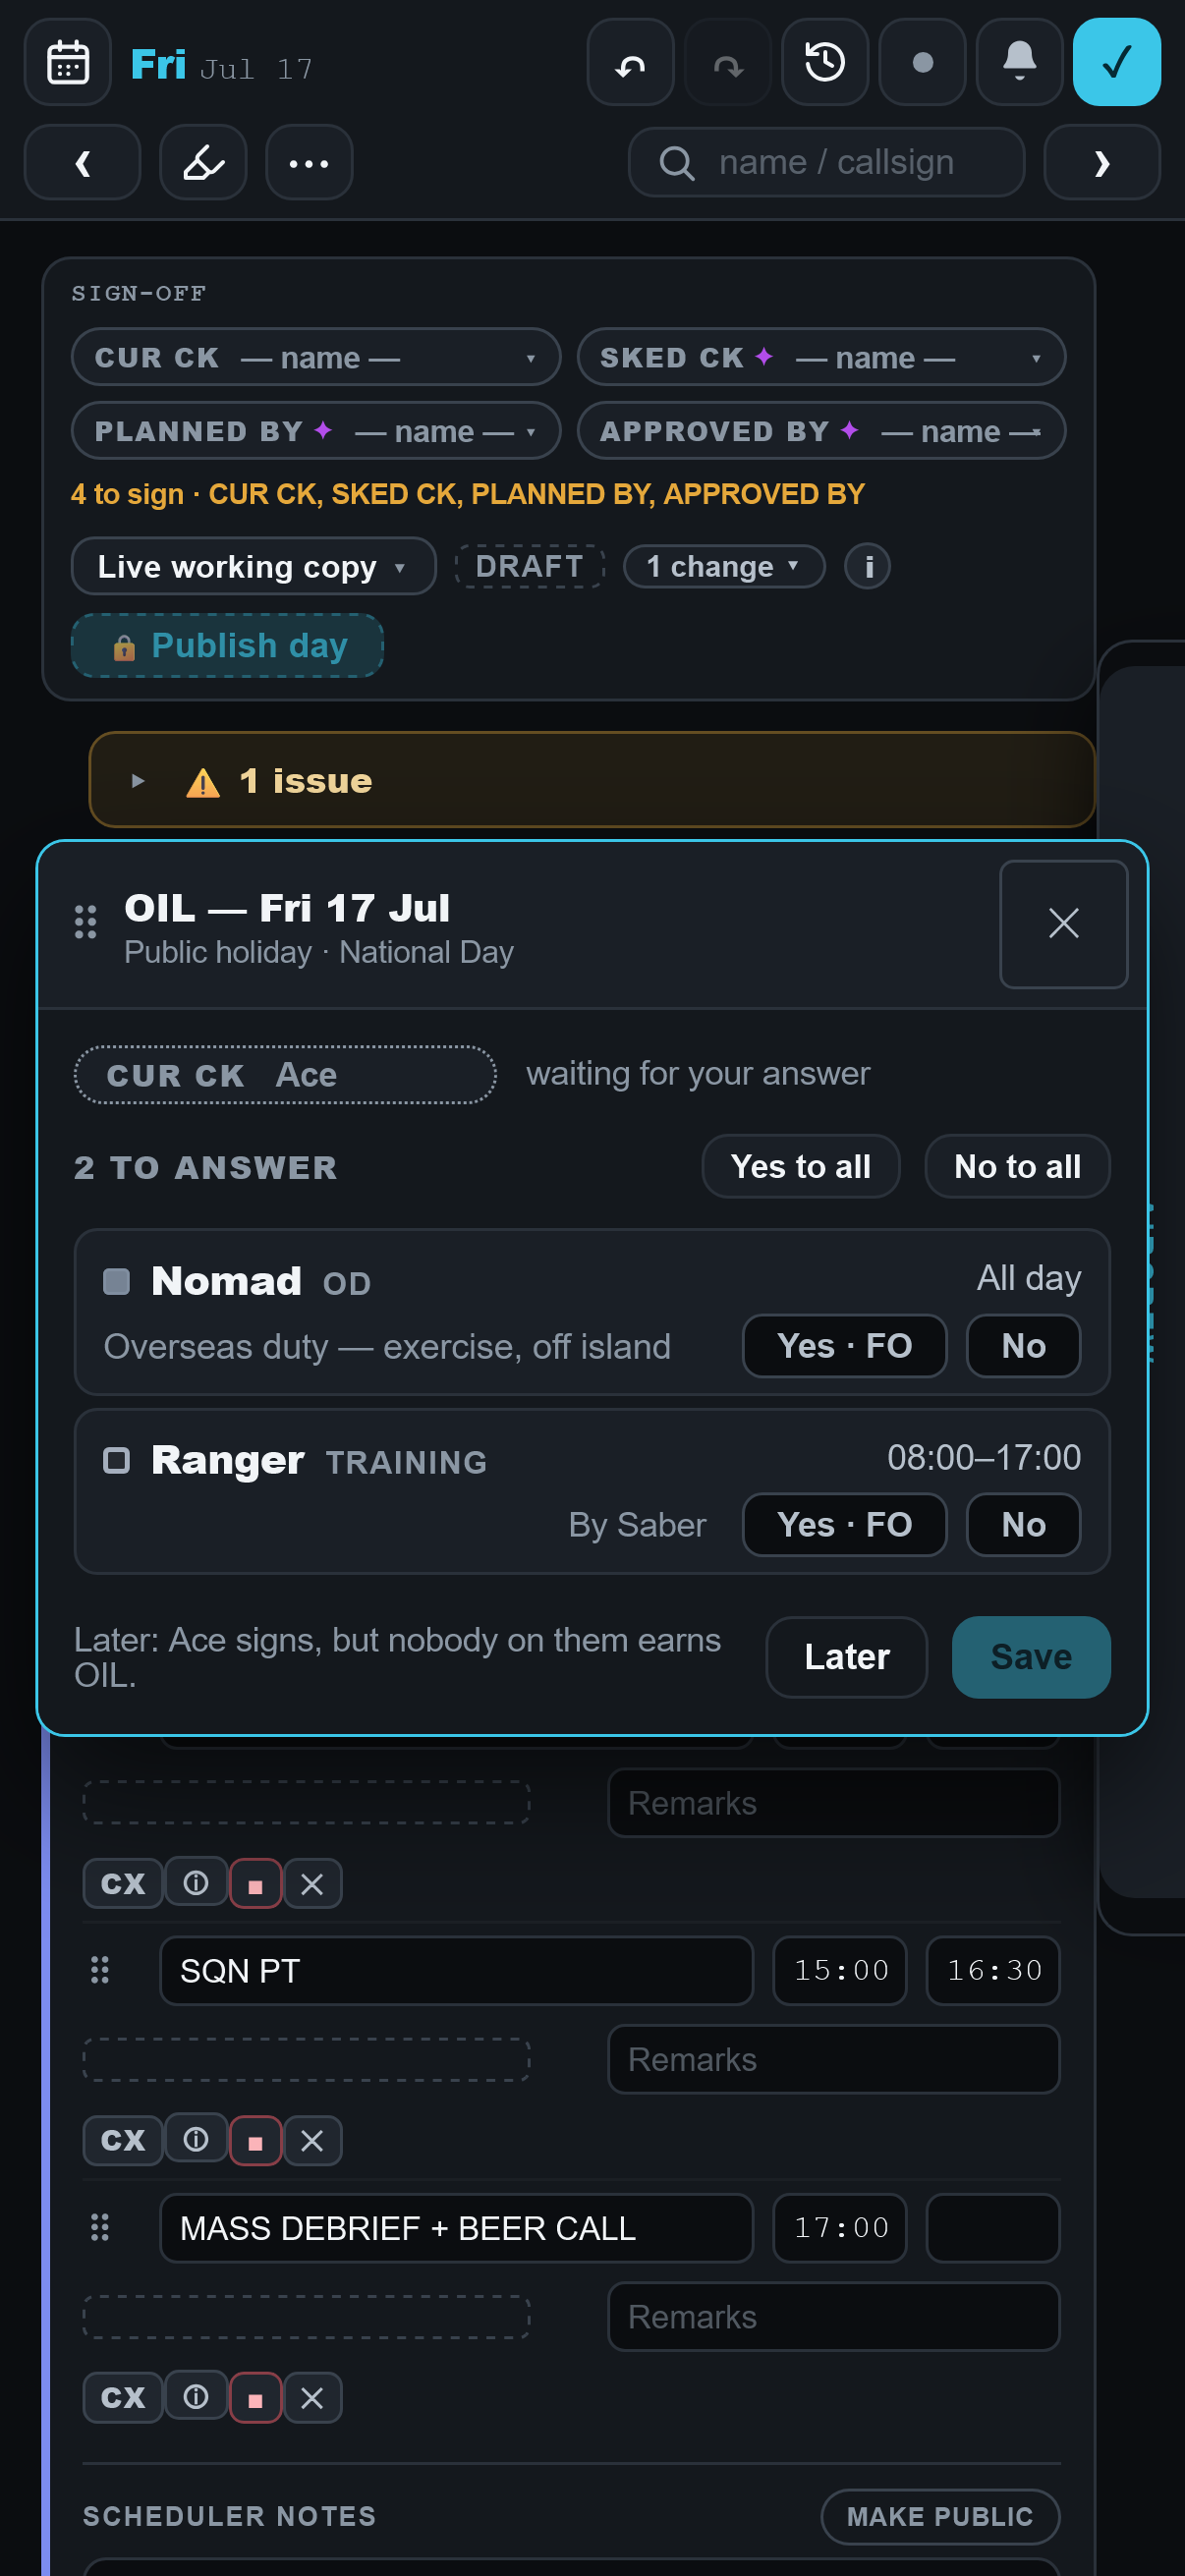 Fri Jul 17
name / callsign
SIGN-OFF
CUR CK — name —
SKED CK — name —
PLANNED BY — name —
APPROVED BY — name —
4 to sign · CUR CK, SKED CK, PLANNED BY, APPROVED BY
Live working copy DRAFT 1 change i
Publish day
1 issue
OIL — Fri 17 Jul
Public holiday · National Day
CUR CK Ace waiting for your answer
2 TO ANSWER Yes to all No to all
Nomad OD All day
Overseas duty — exercise, off island Yes · FO No
Ranger TRAINING 08:00–17:00
By Saber Yes · FO No
Later: Ace signs, but nobody on them earns
OIL.
Later Save
Remarks
CX
SQN PT 15:00 16:30
Remarks
CX
MASS DEBRIEF + BEER CALL 17:00
Remarks
CX
SCHEDULER NOTES MAKE PUBLIC